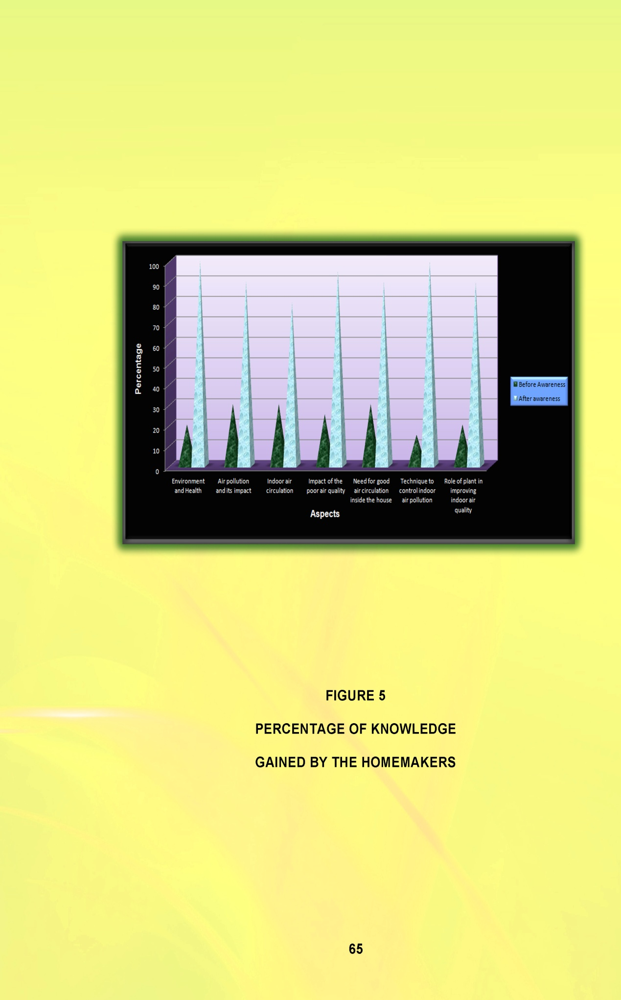 100
90
80
70
60
50
40
30
20
10
0
Percentage
Environment
and Health
Air pollution
and its impact
Indoor air
circulation
Impact of the
poor air quality
Need for good
air circulation
inside the house
Technique to
control indoor
air pollution
Role of plant in
improving
indoor air
quality
Aspects
Before Awareness
After awareness
FIGURE 5
PERCENTAGE OF KNOWLEDGE
GAINED BY THE HOMEMAKERS
65